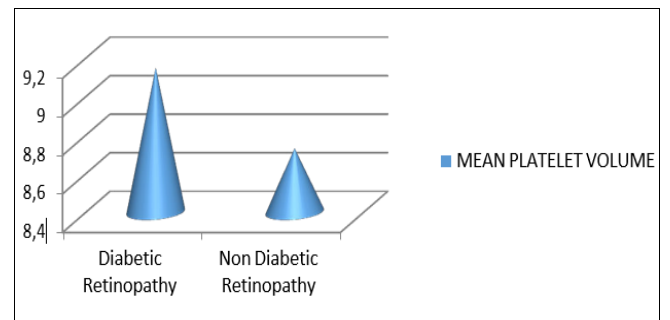 9,2
9
8,8
8,6
8,4
Diabetic
Retinopathy
Non Diabetic
Retinopathy
MEAN PLATELET VOLUME